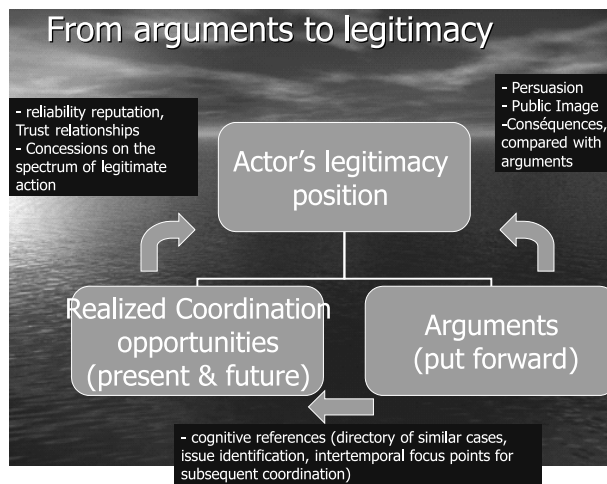 From arguments to legitimacy
- reliability reputation,
Trust relationships
- Concessions on the
spectrum of legitimate
action
- Persuasion
- Public Image
-Conséquences,
compared with
arguments
Actor's legitimacy
position
Realized Coordination
opportunities
(present & future)
Arguments
(put forward)
- cognitive references (directory of similar cases,
issue identification, intertemporal focus points for
subsequent coordination)